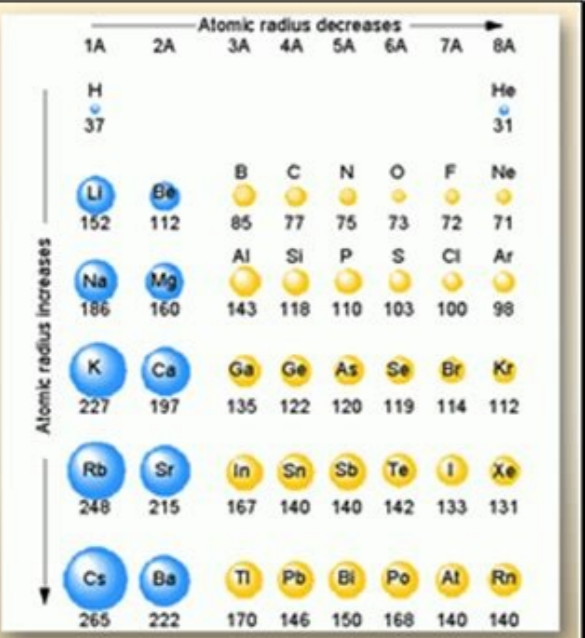 Atomic radius decreases
1A 2A 3A 4A 5A 6A 7A 8A
Atomic radius increases
H He
37 31
B C N O F Ne
Li Be
152 112 85 77 75 73 72 71
Al Si P S Cl Ar
Na Mg
186 160 143 118 110 103 100 98
K Ca Ga Ge As Se Br Kr
227 197 135 122 120 119 114 112
Rb Sr In Sn Sb Te I Xe
248 215 167 140 140 142 133 131
Cs Ba Tl Pb Bi Po At Rn
265 222 170 146 150 168 140 140